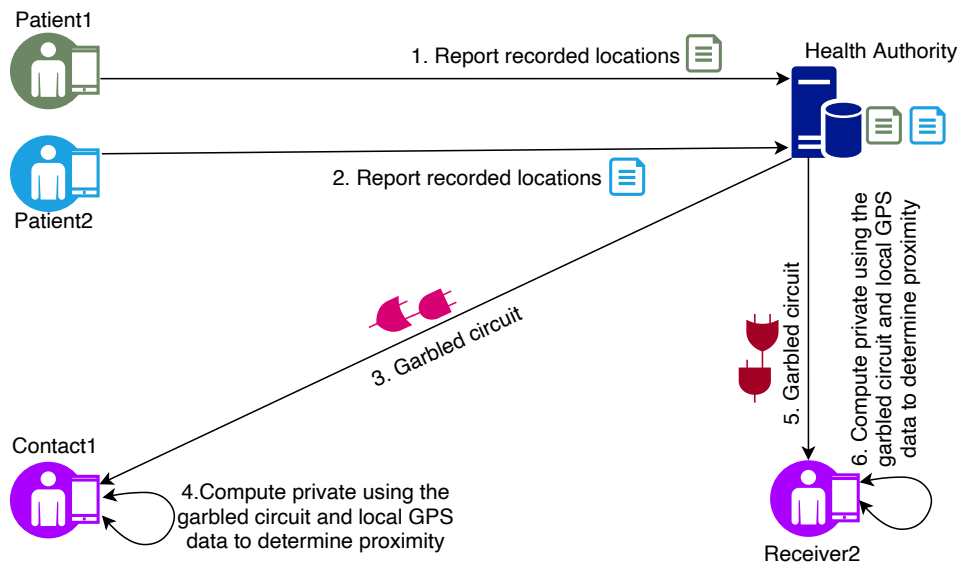 Patient1
1. Report recorded locations
Health Authority
2. Report recorded locations
Patient2
3. Garbled circuit
5. Garbled circuit
6. Compute private using the
garbled circuit and local GPS
data to determine proximity
Contact1
4.Compute private using the
garbled circuit and local GPS
data to determine proximity
Receiver2